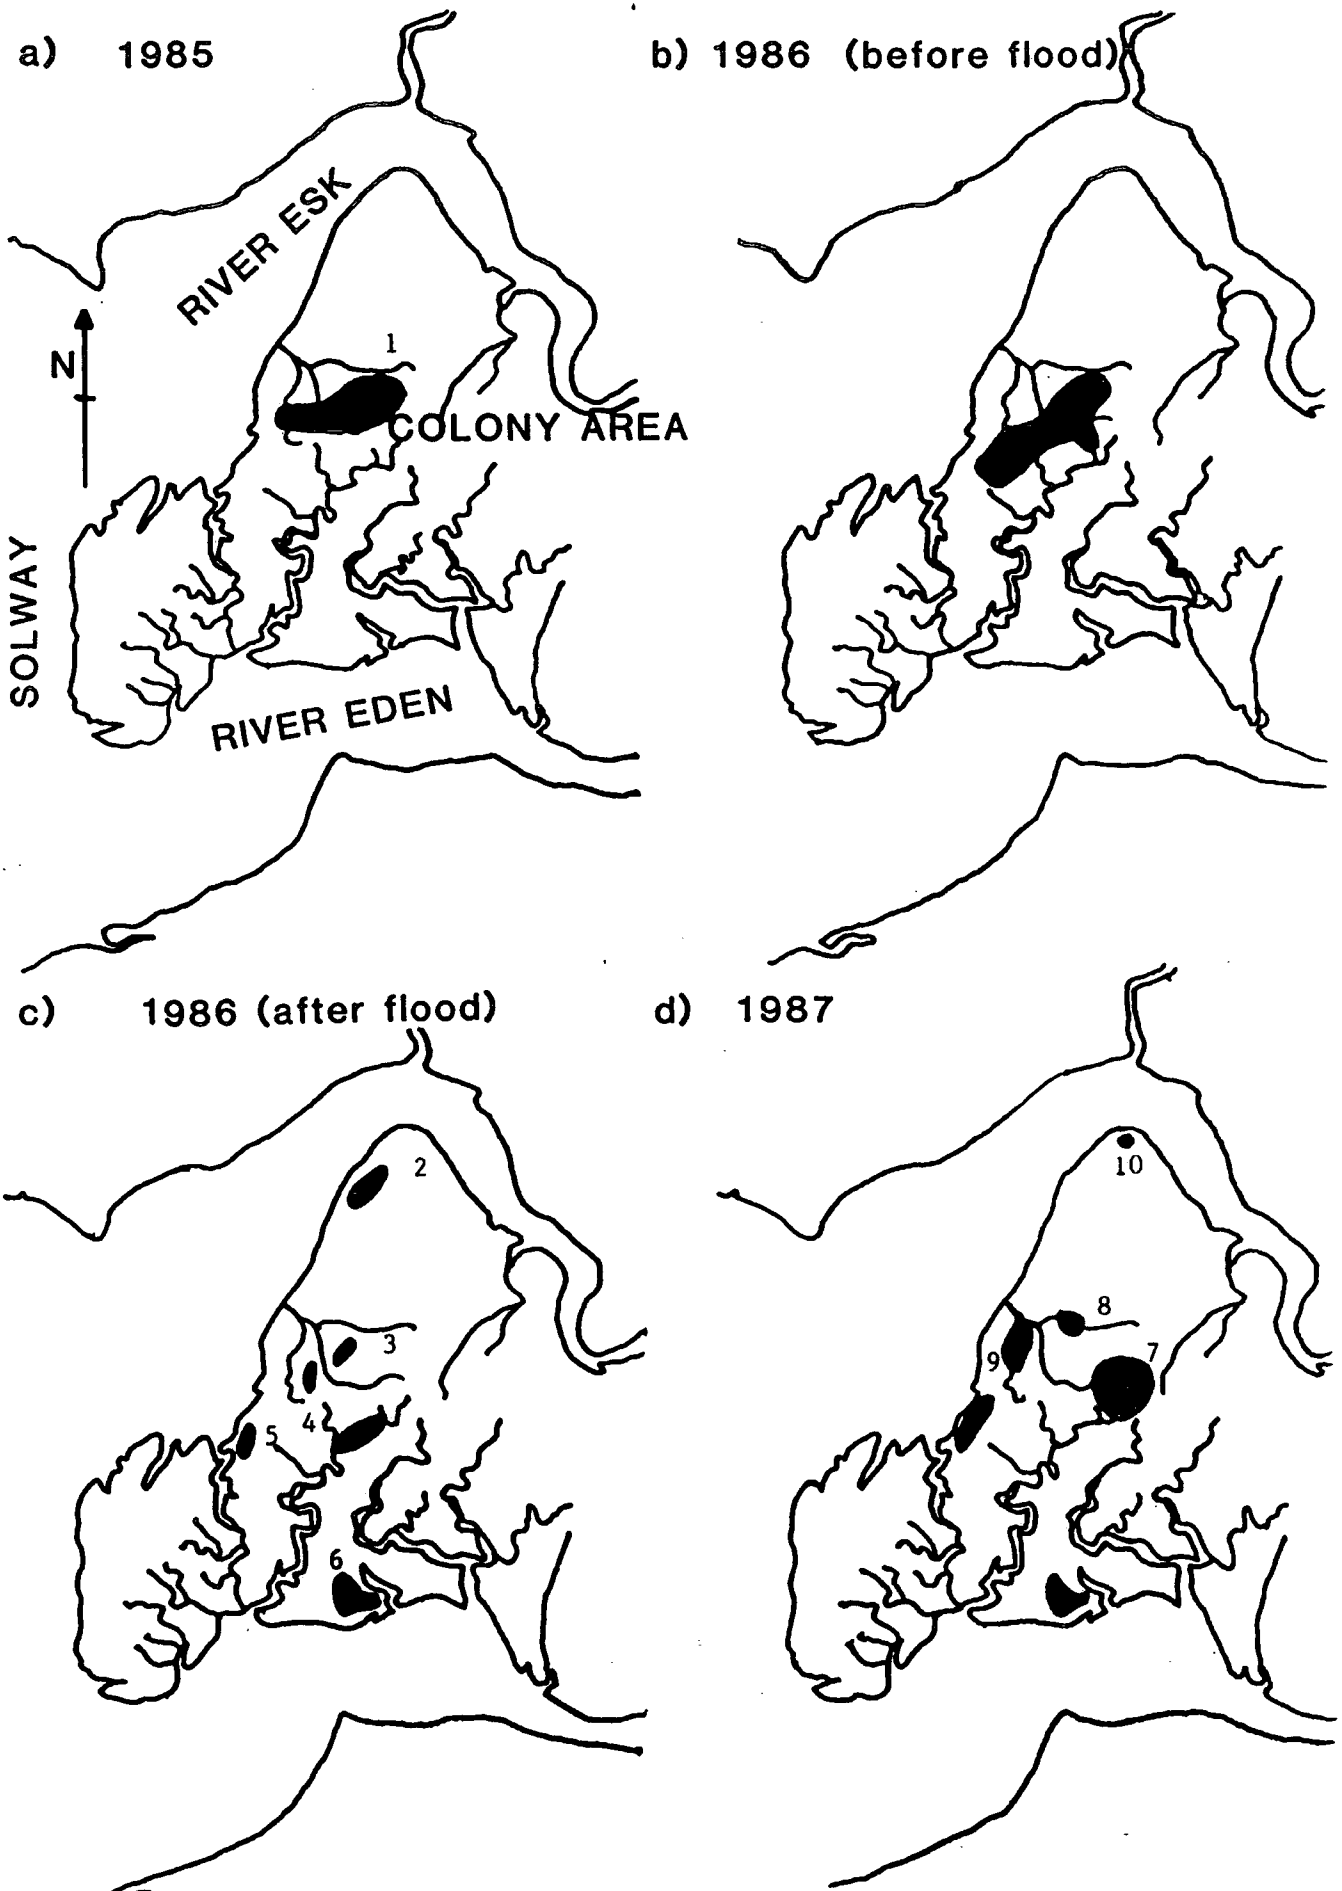 a) 1985
b) 1986 (before flood)
RIVER ESK
N
1
COLONY AREA
SOLWAY
RIVER EDEN
c) 1986 (after flood)
d) 1987
2
3
4
5
6
10
8
9
7